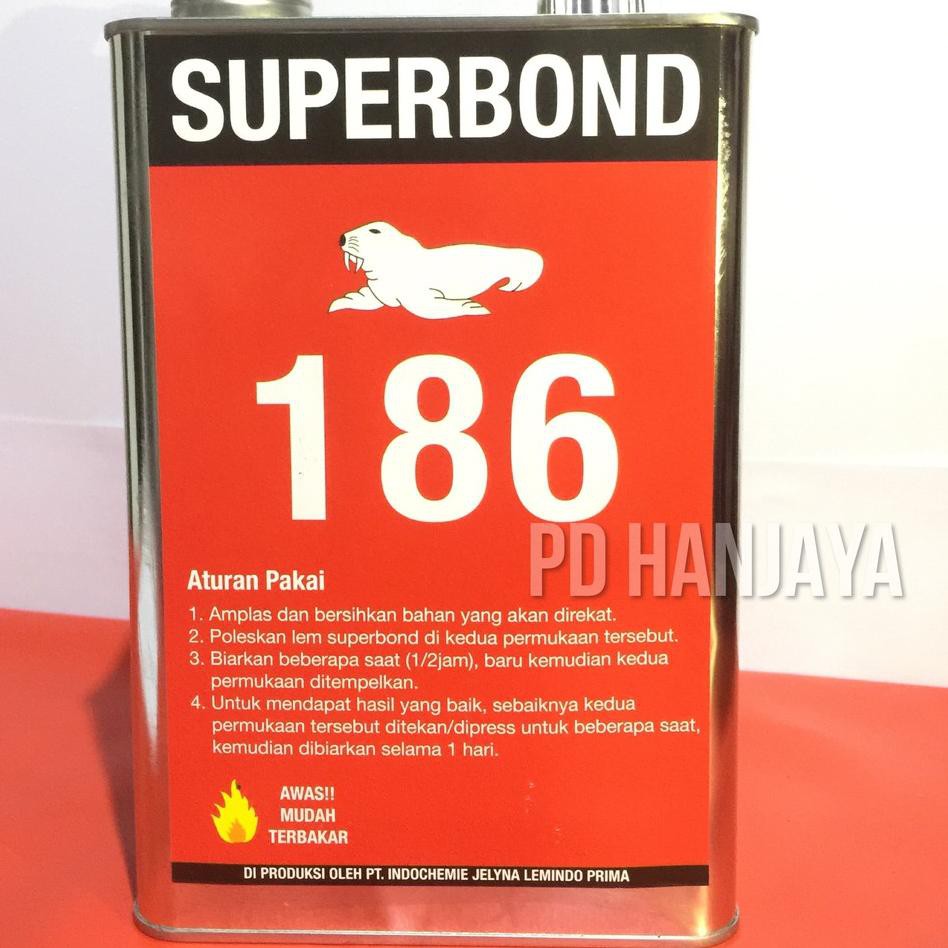 SUPERBOND
186
PD HANJAYA
Aturan Pakai
1. Amplas dan bersihkan bahan yang akan direkat.
2. Poleskan lem superbond di kedua permukaan tersebut.
3. Biarkan beberapa saat (1/2jam), baru kemudian kedua
permukaan ditempelkan.
4. Untuk mendapat hasil yang baik, sebaiknya kedua
permukaan tersebut ditekan/dipress untuk beberapa saat,
kemudian dibiarkan selama 1 hari.
AWAS!!
MUDAH
TERBAKAR
DI PRODUKSI OLEH PT. INDOCHEMIE JELYNA LEMINDO PRIMA